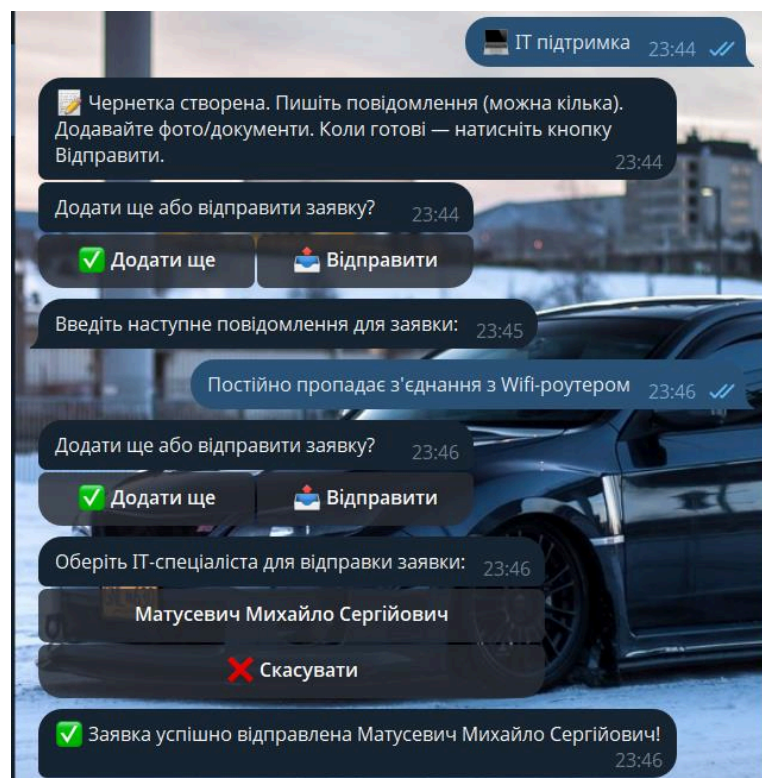 IT підтримка 23:44
Чернетка створена. Пишіть повідомлення (можна кілька).
Додавайте фото/документи. Коли готові — натисніть кнопку
Відправити.
23:44
Додати ще або відправити заявку? 23:44
Додати ще Відправити
Введіть наступне повідомлення для заявки: 23:45
Постійно пропадає з'єднання з Wifi-роутером 23:46
Додати ще або відправити заявку? 23:46
Додати ще Відправити
Оберіть ІТ-спеціаліста для відправки заявки: 23:46
Матусевич Михайло Сергійович
Скасувати
Заявка успішно відправлена Матусевич Михайло Сергійович!
23:46